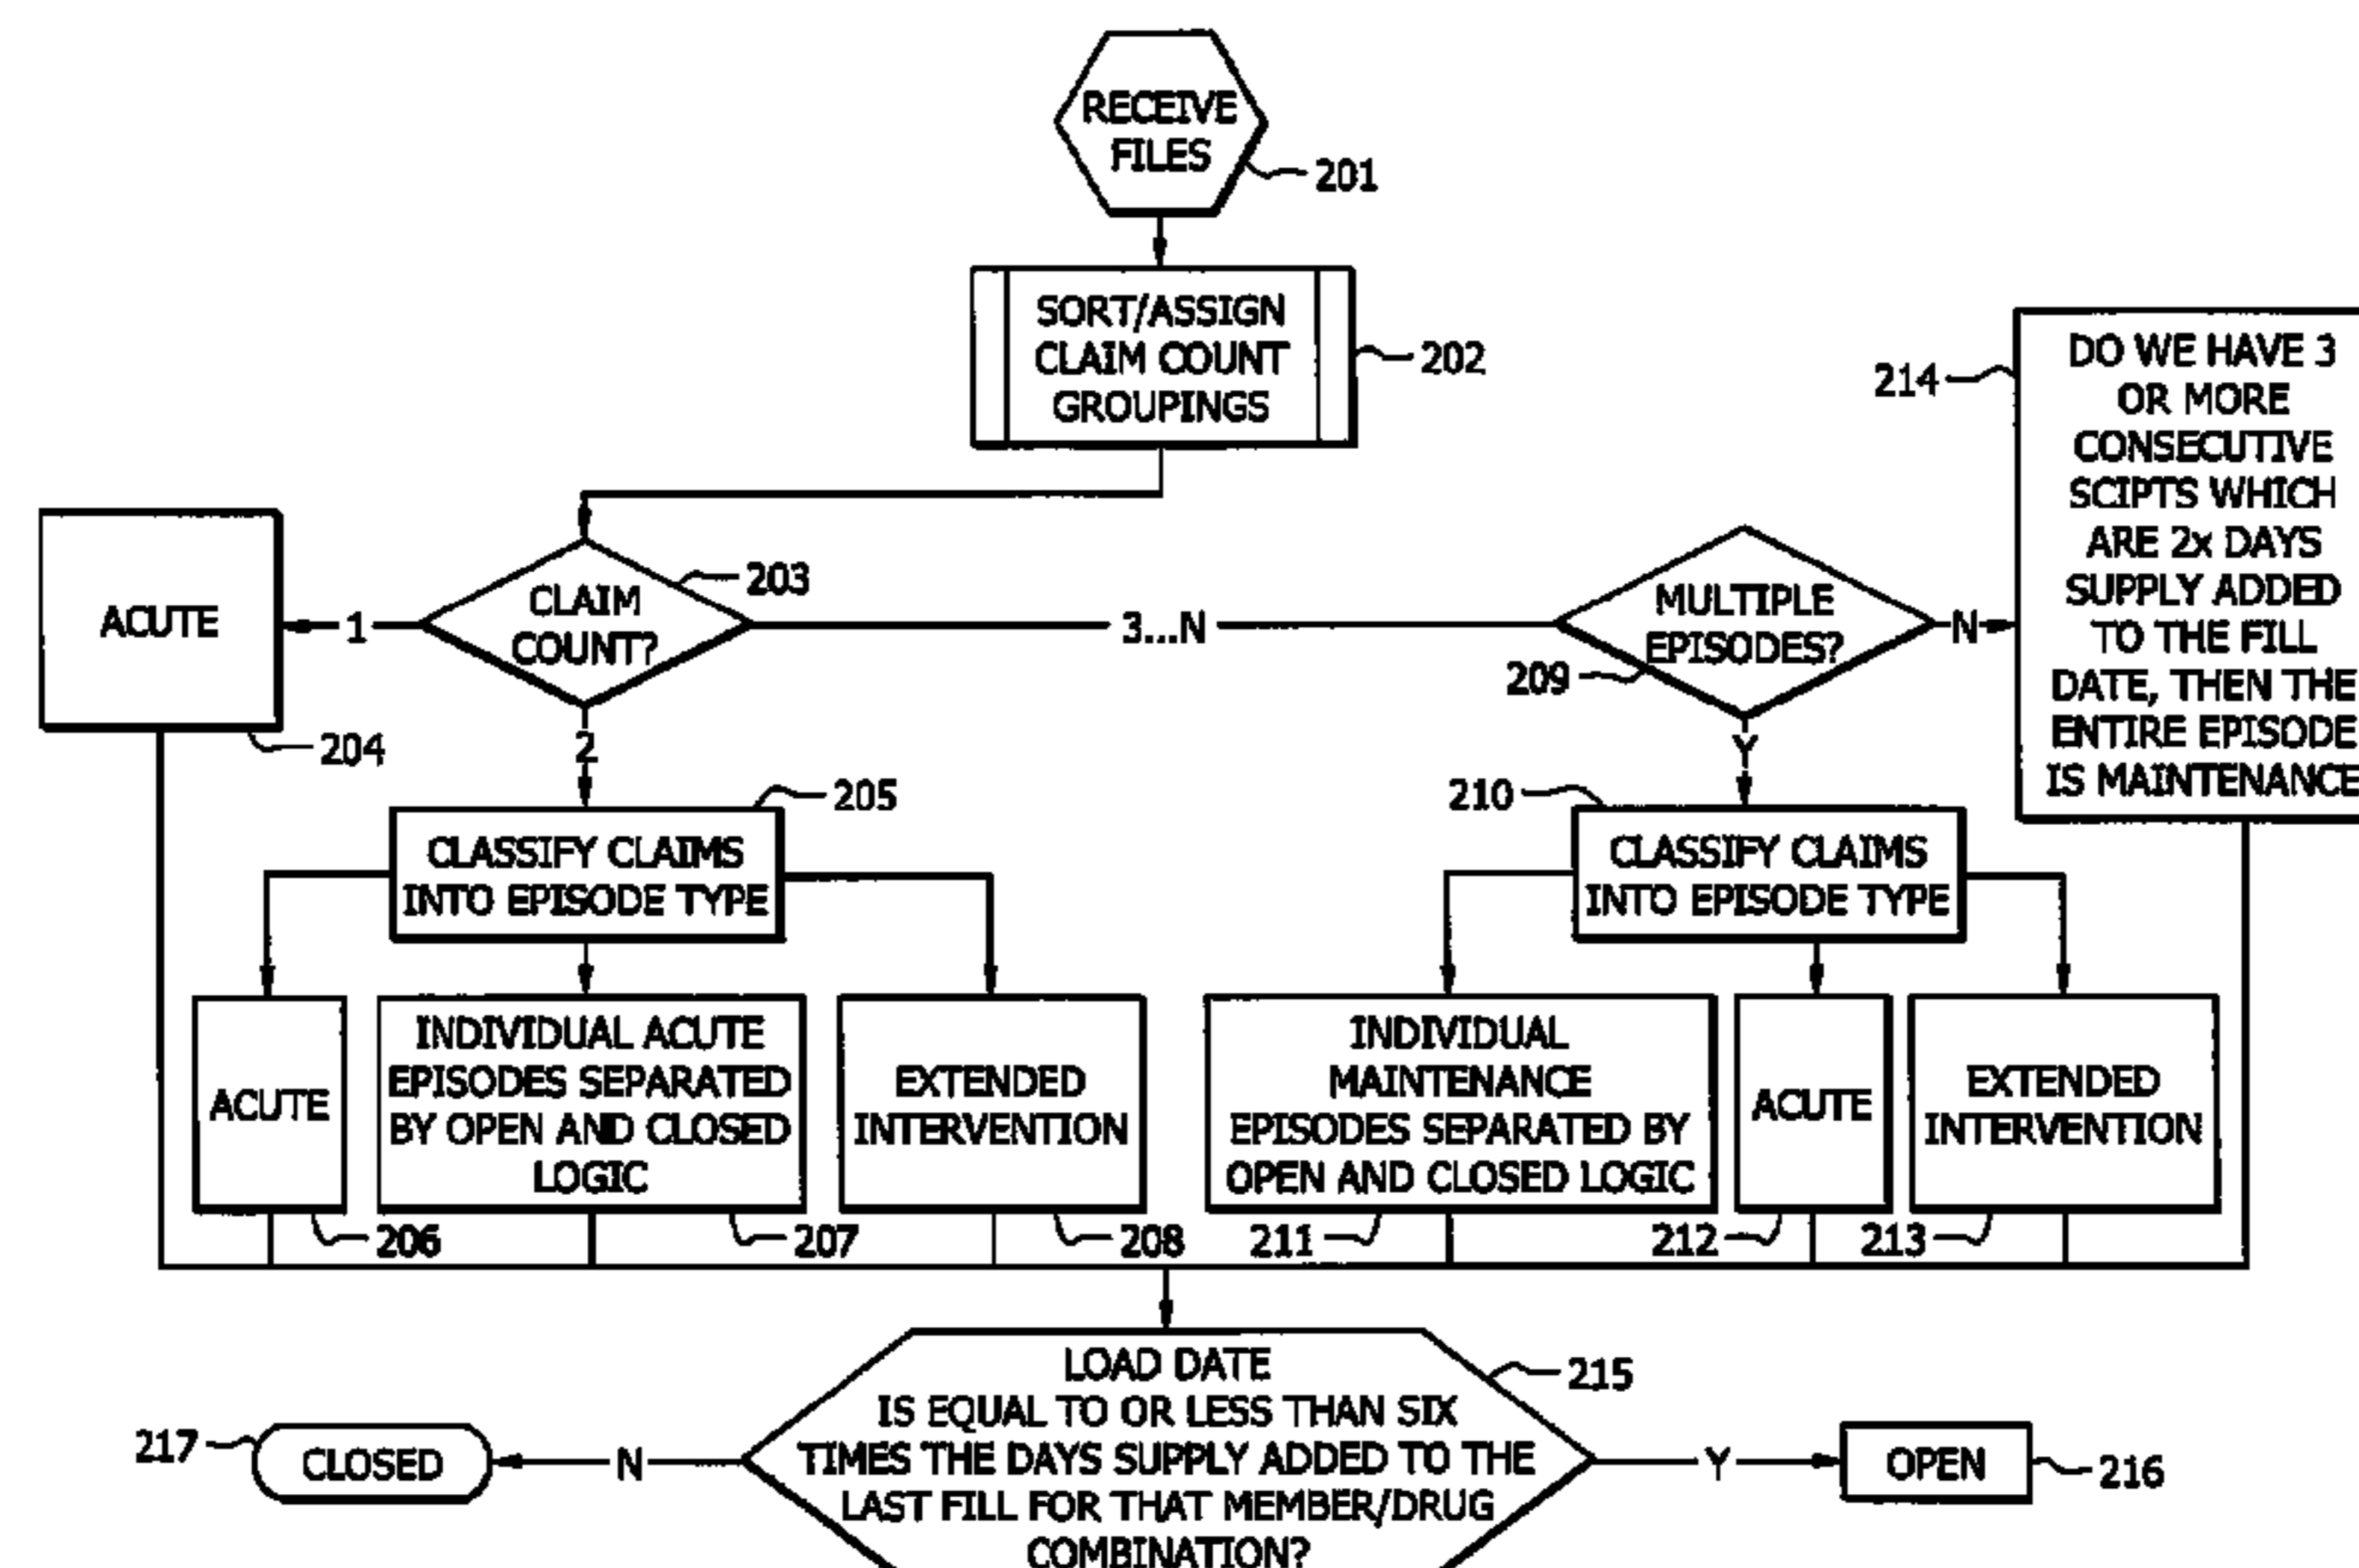 RECEIVE
FILES
201
SORT/ASSIGN
CLAIM COUNT
GROUPINGS
202
214
DO WE HAVE 3
OR MORE
CONSECUTIVE
SCIPTS WHICH
ARE 2x DAYS
SUPPLY ADDED
TO THE FILL
DATE, THEN THE
ENTIRE EPISODE
IS MAINTENANCE
ACUTE
204
1
CLAIM
COUNT?
203
3...N
MULTIPLE
EPISODES?
209
N
2
Y
205
CLASSIFY CLAIMS
INTO EPISODE TYPE
210
CLASSIFY CLAIMS
INTO EPISODE TYPE
ACUTE
206
INDIVIDUAL ACUTE
EPISODES SEPARATED
BY OPEN AND CLOSED
LOGIC
207
EXTENDED
INTERVENTION
208
INDIVIDUAL
MAINTENANCE
EPISODES SEPARATED BY
OPEN AND CLOSED LOGIC
211
ACUTE
212
EXTENDED
INTERVENTION
213
LOAD DATE
IS EQUAL TO OR LESS THAN SIX
TIMES THE DAYS SUPPLY ADDED TO THE
LAST FILL FOR THAT MEMBER/DRUG
COMBINATION?
215
217
CLOSED
N
Y
OPEN
216